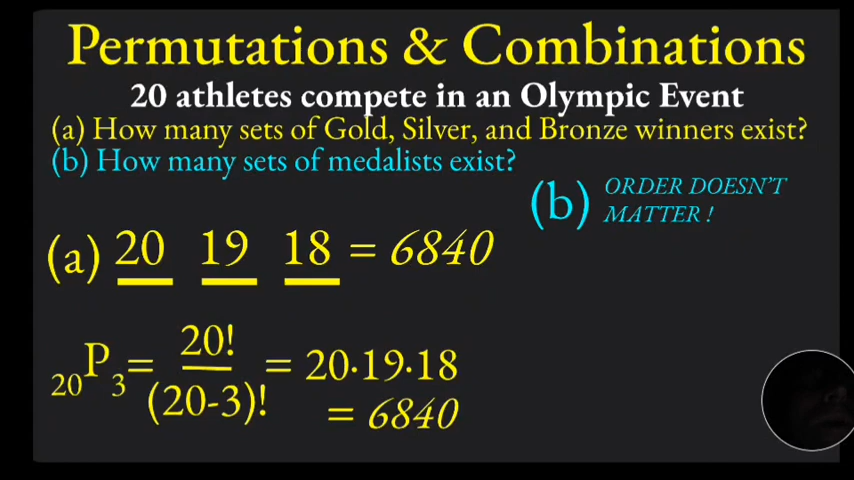 Permutations & Combinations
20 athletes compete in an Olympic Event
(a) How many sets of Gold, Silver, and Bronze winners exist?
(b) How many sets of medalists exist?
(b) ORDER DOESN'T
MATTER !
(a) 20 19 18 = 6840
₂₀P₃ = 20!/(20-3)! = 20·19·18
= 6840